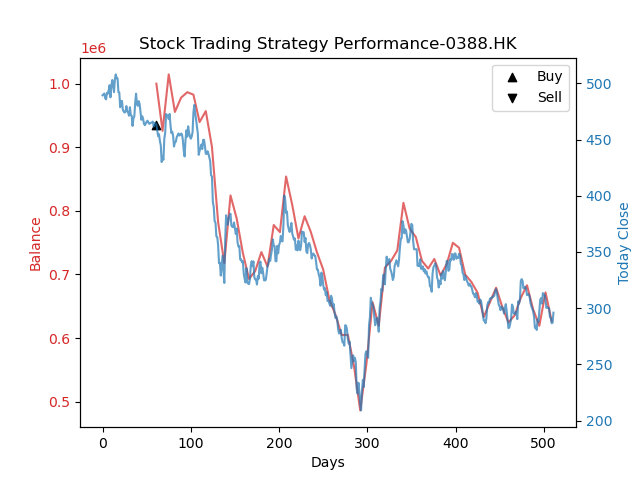 Stock Trading Strategy Performance-0388.HK
1e6
Buy
Sell
1.0
0.9
0.8
0.7
0.6
0.5
Balance
500
450
400
350
300
250
200
Today Close
0
100
200
300
400
500
Days